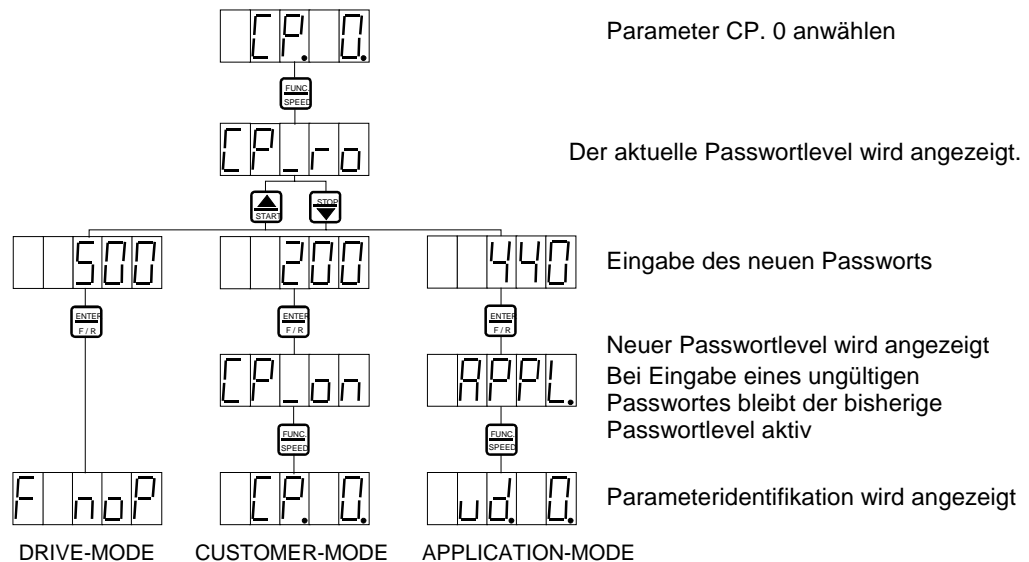 CP. 0.
Parameter CP. 0 anwählen
FUNC.
SPEED
CP_ro
Der aktuelle Passwortlevel wird angezeigt.
START
STOP
500
200
440
Eingabe des neuen Passworts
ENTER
F / R
ENTER
F / R
ENTER
F / R
CP_on
APPL.
Neuer Passwortlevel wird angezeigt
Bei Eingabe eines ungültigen
Passwortes bleibt der bisherige
Passwortlevel aktiv
FUNC.
SPEED
FUNC.
SPEED
F noP
CP. 0.
ud. 0.
Parameteridentifikation wird angezeigt
DRIVE-MODE
CUSTOMER-MODE
APPLICATION-MODE